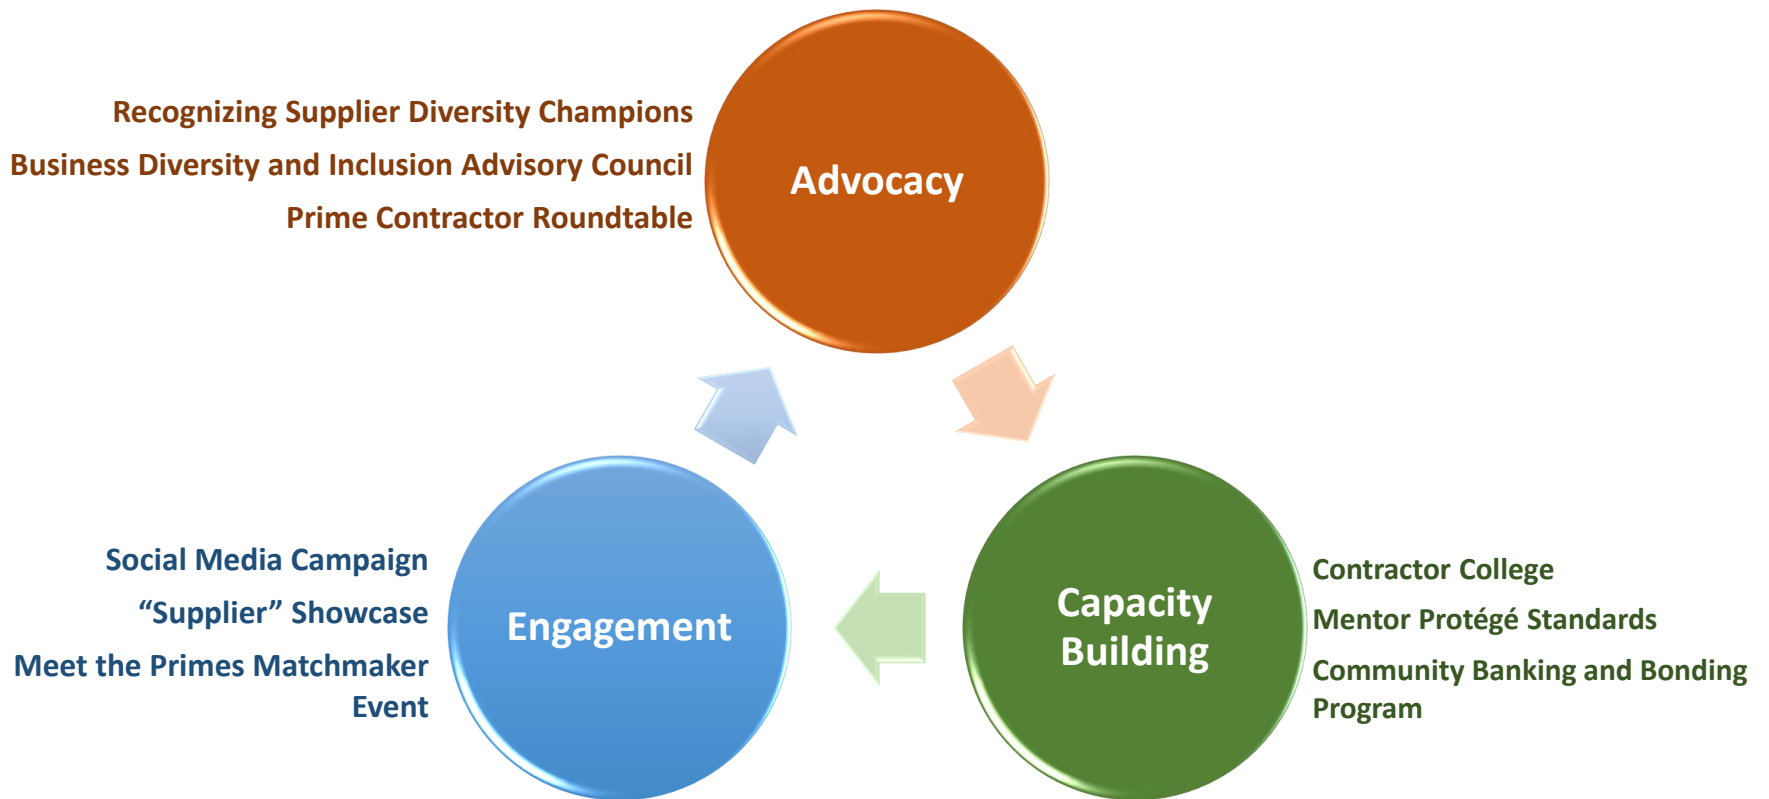 Recognizing Supplier Diversity Champions
Business Diversity and Inclusion Advisory Council
Prime Contractor Roundtable
Advocacy
Social Media Campaign
“Supplier” Showcase
Meet the Primes Matchmaker
Event
Engagement
Capacity
Building
Contractor College
Mentor Protégé Standards
Community Banking and Bonding
Program